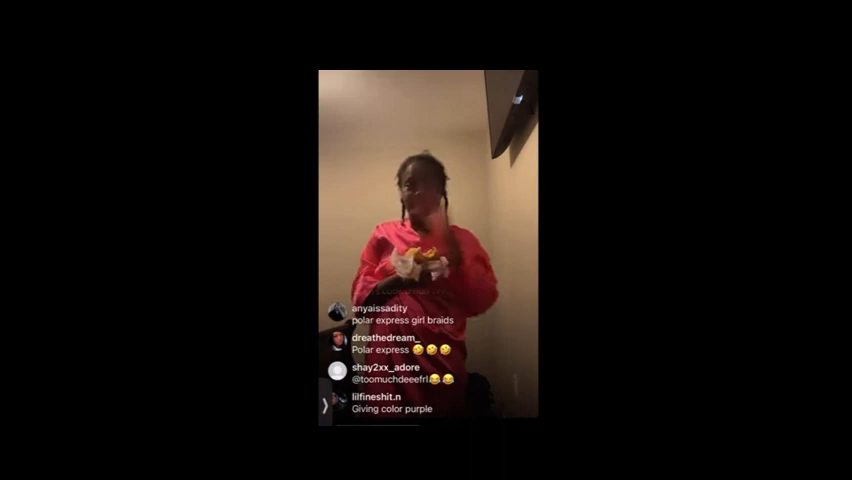 anyaissadity
polar express girl braids
dreathedream_
Polar express 🤣🤣🤣
shay2xx_adore
@toomuchdeeefrl😂😂
lilfineshit.n
Giving color purple